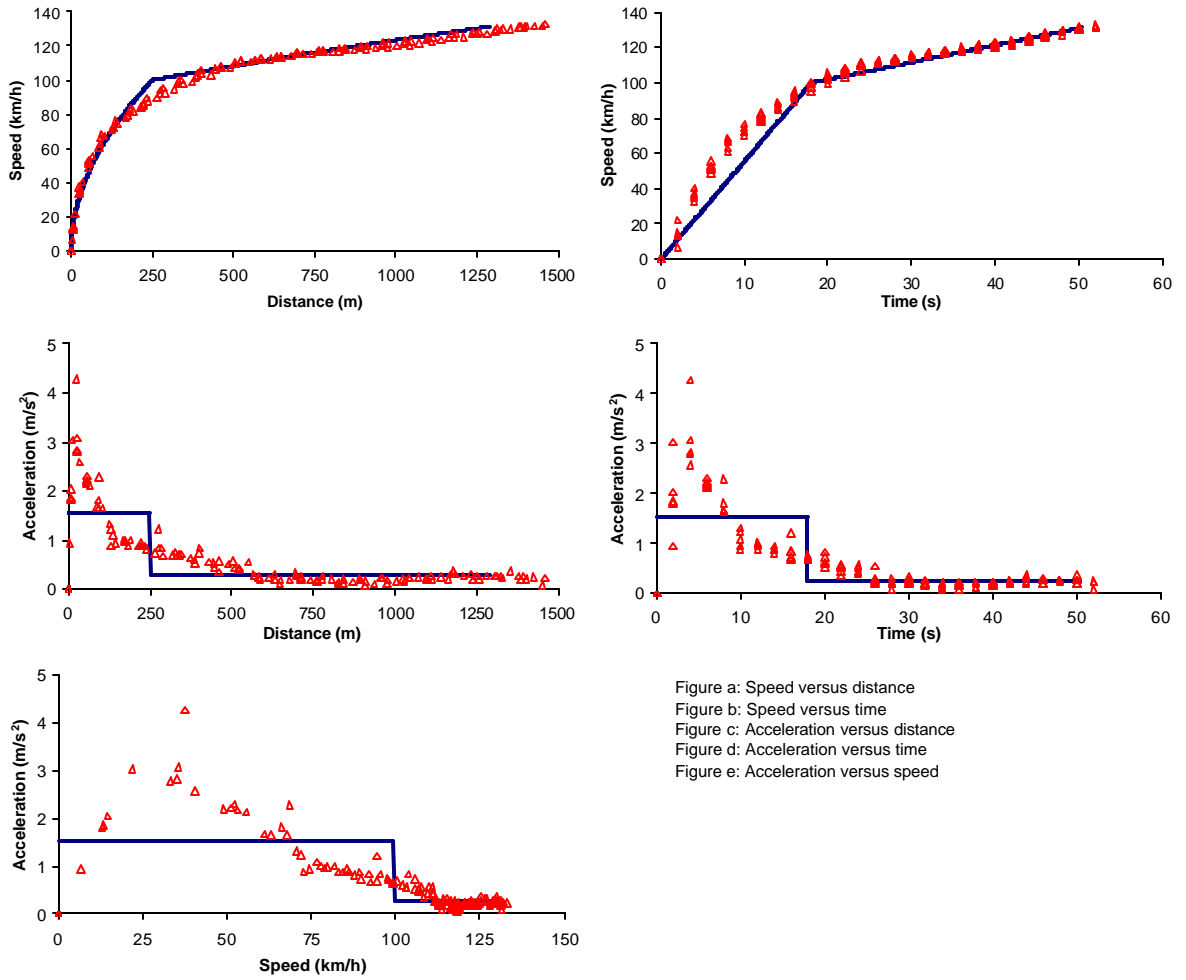 140
120
100
80
60
40
20
0
Speed (km/h)
0 250 500 750 1000 1250 1500
Distance (m)
140
120
100
80
60
40
20
0
Speed (km/h)
0 10 20 30 40 50 60
Time (s)
5
4
3
2
1
0
Acceleration (m/s²)
0 250 500 750 1000 1250 1500
Distance (m)
5
4
3
2
1
0
Acceleration (m/s²)
0 10 20 30 40 50 60
Time (s)
5
4
3
2
1
0
Acceleration (m/s²)
0 25 50 75 100 125 150
Speed (km/h)
Figure a: Speed versus distance
Figure b: Speed versus time
Figure c: Acceleration versus distance
Figure d: Acceleration versus time
Figure e: Acceleration versus speed